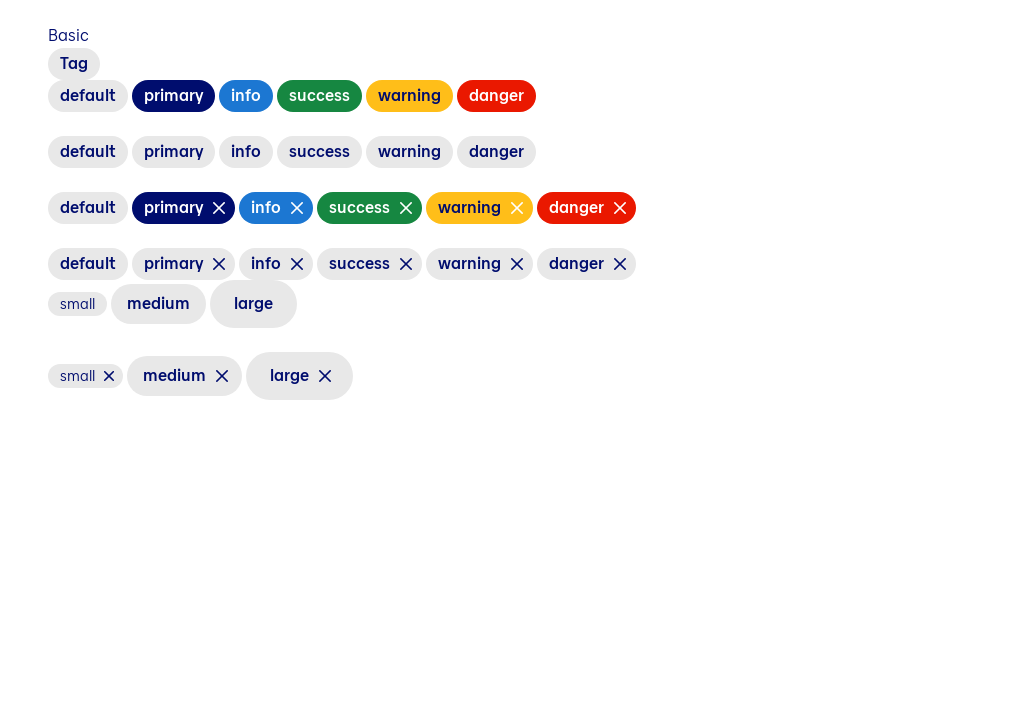 Basic
Tag
default primary info success warning danger
default primary info success warning danger
default primary info success warning danger
default primary info success warning danger
small medium large
small medium large